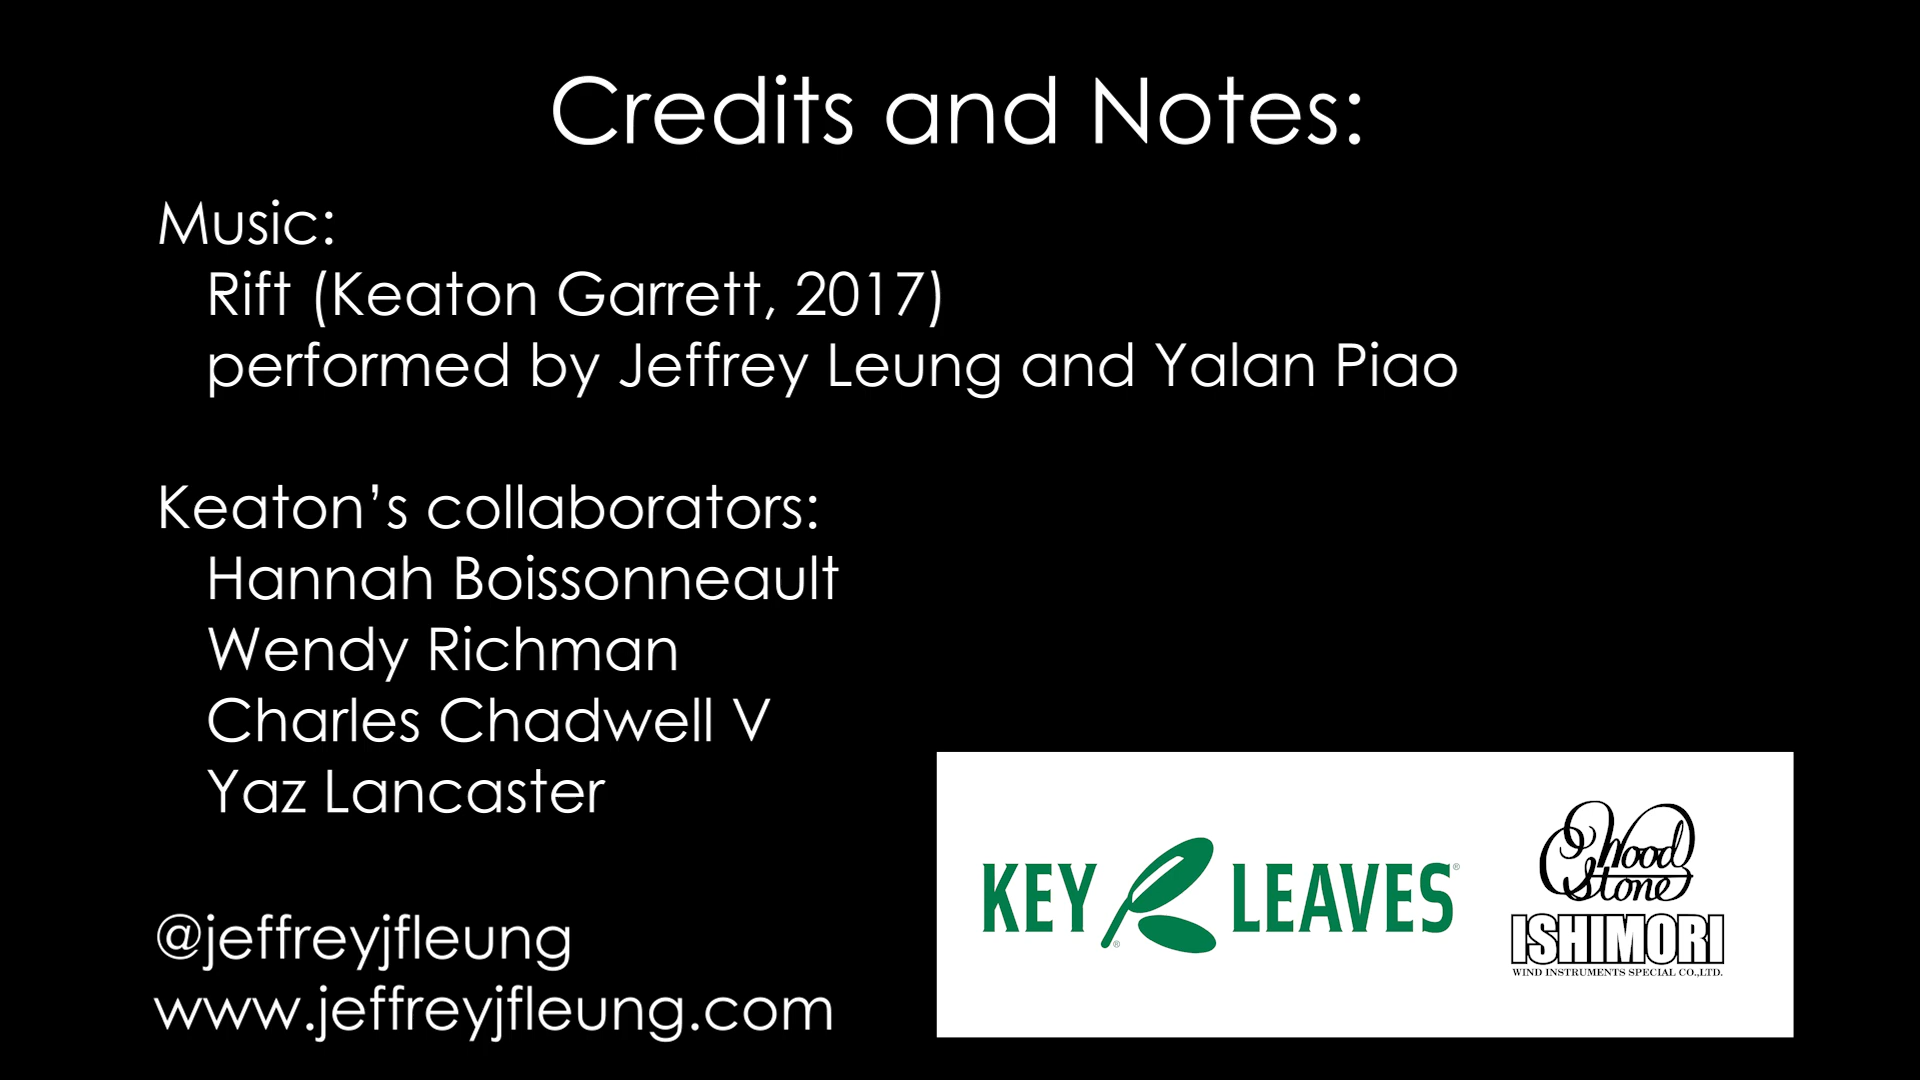 Credits and Notes:
Music:
Rift (Keaton Garrett, 2017)
performed by Jeffrey Leung and Yalan Piao
Keaton’s collaborators:
Hannah Boissonneault
Wendy Richman
Charles Chadwell V
Yaz Lancaster
@jeffreyjfleung
www.jeffreyjfleung.com
KEY LEAVES®
®
Wood
Stone
ISHIMORI
WIND INSTRUMENTS SPECIAL CO.,LTD.